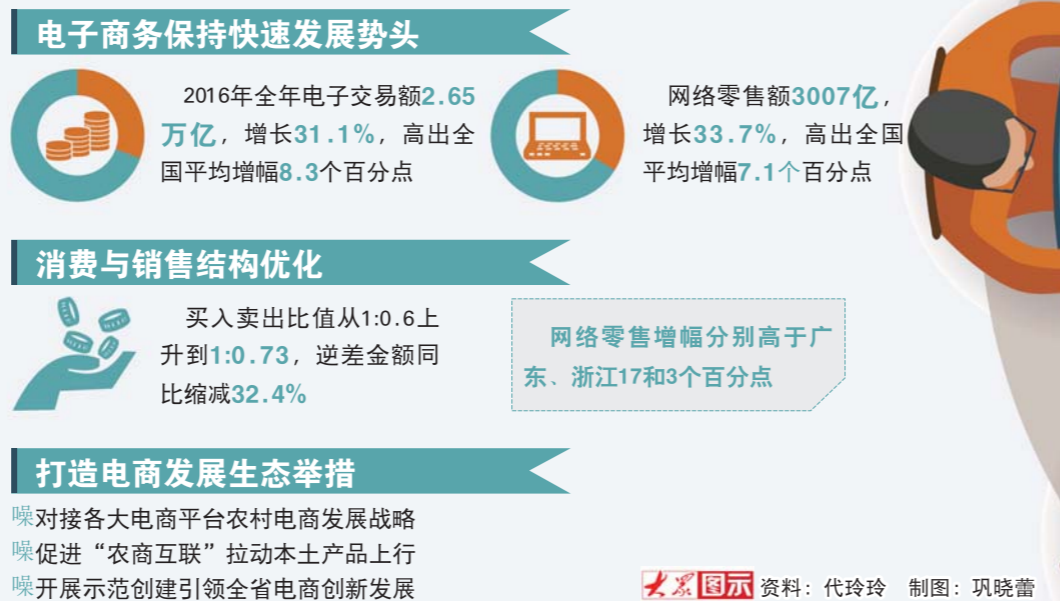 电子商务保持快速发展势头
2016年全年电子交易额2.65
万亿，增长31.1%，高出全
国平均增幅8.3个百分点
网络零售额3007亿，
增长33.7%，高出全国
平均增幅7.1个百分点
消费与销售结构优化
买入卖出比值从1:0.6上
升到1:0.73，逆差金额同
比缩减32.4%
网络零售增幅分别高于广
东、浙江17和3个百分点
打造电商发展生态举措
噪对接各大电商平台农村电商发展战略
噪促进“农商互联”拉动本土产品上行
噪开展示范创建引领全省电商创新发展
大众图示 资料：代玲玲 制图：巩晓蕾